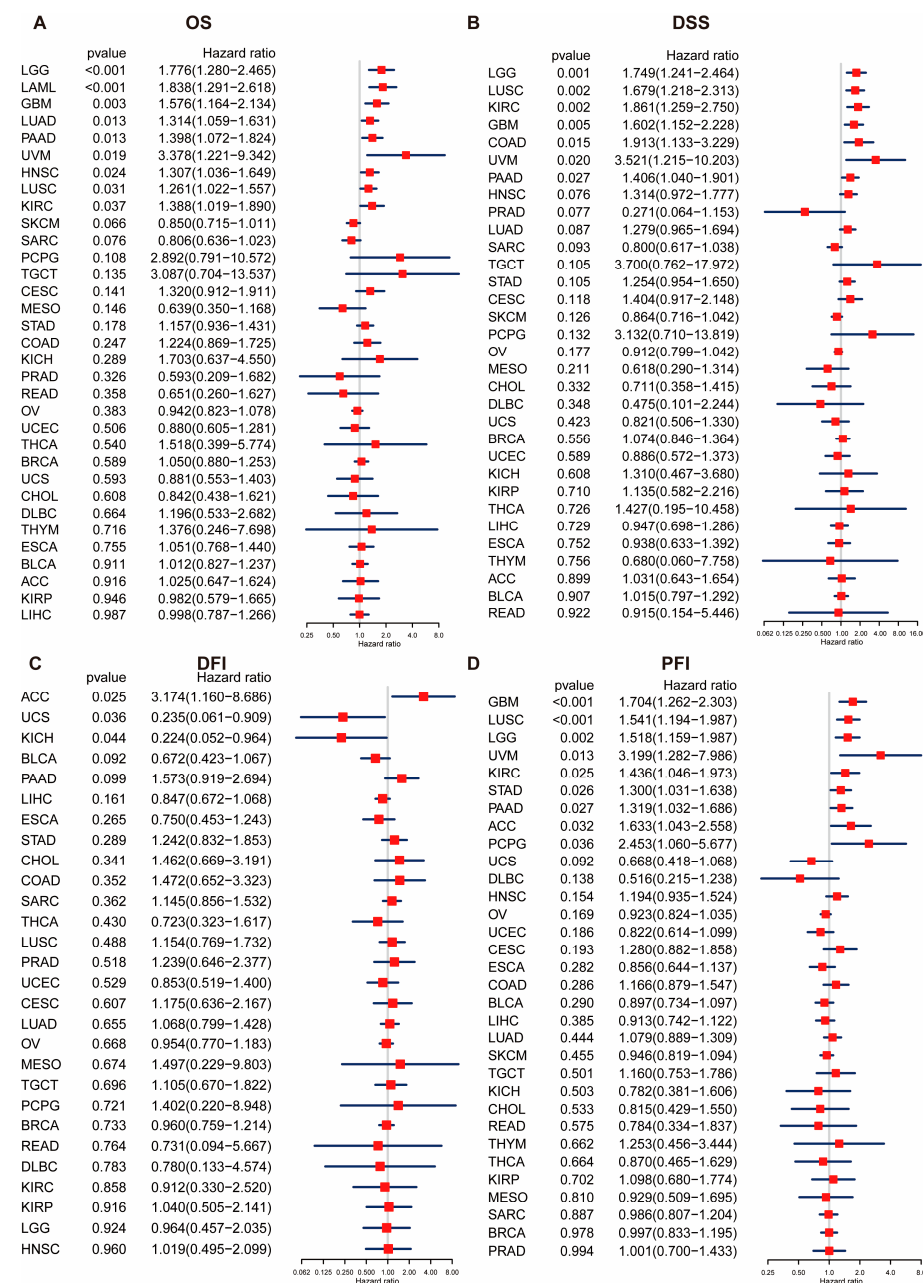 A OS
pvalue Hazard ratio
LGG <0.001 1.776(1.280−2.465)
LAML <0.001 1.838(1.291−2.618)
GBM 0.003 1.576(1.164−2.134)
LUAD 0.013 1.314(1.059−1.631)
PAAD 0.013 1.398(1.072−1.824)
UVM 0.019 3.378(1.221−9.342)
HNSC 0.024 1.307(1.036−1.649)
LUSC 0.031 1.261(1.022−1.557)
KIRC 0.037 1.388(1.019−1.890)
SKCM 0.066 0.850(0.715−1.011)
SARC 0.076 0.806(0.636−1.023)
PCPG 0.108 2.892(0.791−10.572)
TGCT 0.135 3.087(0.704−13.537)
CESC 0.141 1.320(0.912−1.911)
MESO 0.146 0.639(0.350−1.168)
STAD 0.178 1.157(0.936−1.431)
COAD 0.247 1.224(0.869−1.725)
KICH 0.289 1.703(0.637−4.550)
PRAD 0.326 0.593(0.209−1.682)
READ 0.358 0.651(0.260−1.627)
OV 0.383 0.942(0.823−1.078)
UCEC 0.506 0.880(0.605−1.281)
THCA 0.540 1.518(0.399−5.774)
BRCA 0.589 1.050(0.880−1.253)
UCS 0.593 0.881(0.553−1.403)
CHOL 0.608 0.842(0.438−1.621)
DLBC 0.664 1.196(0.533−2.682)
THYM 0.716 1.376(0.246−7.698)
ESCA 0.755 1.051(0.768−1.440)
BLCA 0.911 1.012(0.827−1.237)
ACC 0.916 1.025(0.647−1.624)
KIRP 0.946 0.982(0.579−1.665)
LIHC 0.987 0.998(0.787−1.266)
0.25 0.50 1.0 2.0 4.0 8.0
Hazard ratio
B DSS
pvalue Hazard ratio
LGG 0.001 1.749(1.241−2.464)
LUSC 0.002 1.679(1.218−2.313)
KIRC 0.002 1.861(1.259−2.750)
GBM 0.005 1.602(1.152−2.228)
COAD 0.015 1.913(1.133−3.229)
UVM 0.020 3.521(1.215−10.203)
PAAD 0.027 1.406(1.040−1.901)
HNSC 0.076 1.314(0.972−1.777)
PRAD 0.077 0.271(0.064−1.153)
LUAD 0.087 1.279(0.965−1.694)
SARC 0.093 0.800(0.617−1.038)
TGCT 0.105 3.700(0.762−17.972)
STAD 0.105 1.254(0.954−1.650)
CESC 0.118 1.404(0.917−2.148)
SKCM 0.126 0.864(0.716−1.042)
PCPG 0.132 3.132(0.710−13.819)
OV 0.177 0.912(0.799−1.042)
MESO 0.211 0.618(0.290−1.314)
CHOL 0.332 0.711(0.358−1.415)
DLBC 0.348 0.475(0.101−2.244)
UCS 0.423 0.821(0.506−1.330)
BRCA 0.556 1.074(0.846−1.364)
UCEC 0.589 0.886(0.572−1.373)
KICH 0.608 1.310(0.467−3.680)
KIRP 0.710 1.135(0.582−2.216)
THCA 0.726 1.427(0.195−10.458)
LIHC 0.729 0.947(0.698−1.286)
ESCA 0.752 0.938(0.633−1.392)
THYM 0.756 0.680(0.060−7.758)
ACC 0.899 1.031(0.643−1.654)
BLCA 0.907 1.015(0.797−1.292)
READ 0.922 0.915(0.154−5.446)
0.062 0.125 0.250 0.500 1.00 2.00 4.00 8.00 16.00
Hazard ratio
C DFI
pvalue Hazard ratio
ACC 0.025 3.174(1.160−8.686)
UCS 0.036 0.235(0.061−0.909)
KICH 0.044 0.224(0.052−0.964)
BLCA 0.092 0.672(0.423−1.067)
PAAD 0.099 1.573(0.919−2.694)
LIHC 0.161 0.847(0.672−1.068)
ESCA 0.265 0.750(0.453−1.243)
STAD 0.289 1.242(0.832−1.853)
CHOL 0.341 1.462(0.669−3.191)
COAD 0.352 1.472(0.652−3.323)
SARC 0.362 1.145(0.856−1.532)
THCA 0.430 0.723(0.323−1.617)
LUSC 0.488 1.154(0.769−1.732)
PRAD 0.518 1.239(0.646−2.377)
UCEC 0.529 0.853(0.519−1.400)
CESC 0.607 1.175(0.636−2.167)
LUAD 0.655 1.068(0.799−1.428)
OV 0.668 0.954(0.770−1.183)
MESO 0.674 1.497(0.229−9.803)
TGCT 0.696 1.105(0.670−1.822)
PCPG 0.721 1.402(0.220−8.948)
BRCA 0.733 0.960(0.759−1.214)
READ 0.764 0.731(0.094−5.667)
DLBC 0.783 0.780(0.133−4.574)
KIRC 0.858 0.912(0.330−2.520)
KIRP 0.916 1.040(0.505−2.141)
LGG 0.924 0.964(0.457−2.035)
HNSC 0.960 1.019(0.495−2.099)
0.062 0.125 0.250 0.500 1.00 2.00 4.00 8.00
Hazard ratio
D PFI
pvalue Hazard ratio
GBM <0.001 1.704(1.262−2.303)
LUSC <0.001 1.541(1.194−1.987)
LGG 0.002 1.518(1.159−1.987)
UVM 0.013 3.199(1.282−7.986)
KIRC 0.025 1.436(1.046−1.973)
STAD 0.026 1.300(1.031−1.638)
PAAD 0.027 1.319(1.032−1.686)
ACC 0.032 1.633(1.043−2.558)
PCPG 0.036 2.453(1.060−5.677)
UCS 0.092 0.668(0.418−1.068)
DLBC 0.138 0.516(0.215−1.238)
HNSC 0.154 1.194(0.935−1.524)
OV 0.169 0.923(0.824−1.035)
UCEC 0.186 0.822(0.614−1.099)
CESC 0.193 1.280(0.882−1.858)
ESCA 0.282 0.856(0.644−1.137)
COAD 0.286 1.166(0.879−1.547)
BLCA 0.290 0.897(0.734−1.097)
LIHC 0.385 0.913(0.742−1.122)
LUAD 0.444 1.079(0.889−1.309)
SKCM 0.455 0.946(0.819−1.094)
TGCT 0.501 1.160(0.753−1.786)
KICH 0.503 0.782(0.381−1.606)
CHOL 0.533 0.815(0.429−1.550)
READ 0.575 0.784(0.334−1.837)
THYM 0.662 1.253(0.456−3.444)
THCA 0.664 0.870(0.465−1.629)
KIRP 0.702 1.098(0.680−1.774)
MESO 0.810 0.929(0.509−1.695)
SARC 0.887 0.986(0.807−1.204)
BRCA 0.978 0.997(0.833−1.195)
PRAD 0.994 1.001(0.700−1.433)
0.25 0.50 1.0 2.0 4.0 8.0
Hazard ratio